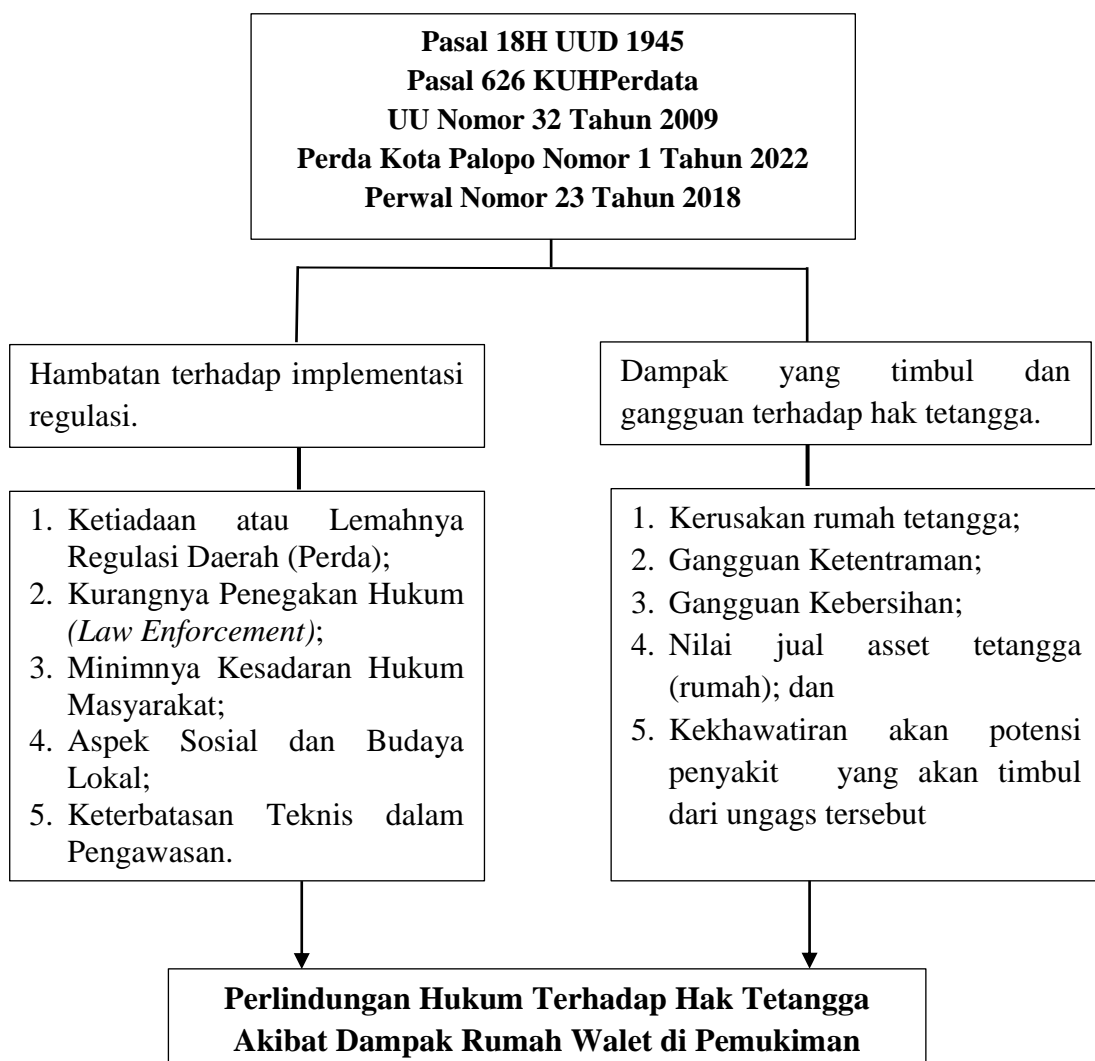 Pasal 18H UUD 1945
Pasal 626 KUHPerdata
UU Nomor 32 Tahun 2009
Perda Kota Palopo Nomor 1 Tahun 2022
Perwal Nomor 23 Tahun 2018
Hambatan terhadap implementasi
regulasi.
Dampak yang timbul dan
gangguan terhadap hak tetangga.
1. Ketiadaan atau Lemahnya
Regulasi Daerah (Perda);
2. Kurangnya Penegakan Hukum
(Law Enforcement);
3. Minimnya Kesadaran Hukum
Masyarakat;
4. Aspek Sosial dan Budaya
Lokal;
5. Keterbatasan Teknis dalam
Pengawasan.
1. Kerusakan rumah tetangga;
2. Gangguan Ketentraman;
3. Gangguan Kebersihan;
4. Nilai jual asset tetangga
(rumah); dan
5. Kekhawatiran akan potensi
penyakit yang akan timbul
dari ungags tersebut
Perlindungan Hukum Terhadap Hak Tetangga
Akibat Dampak Rumah Walet di Pemukiman